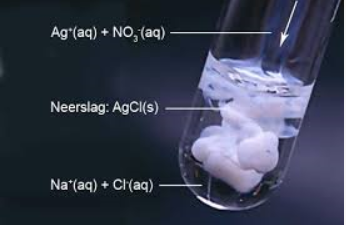 Ag⁺(aq) + NO₃⁻(aq)
Neerslag: AgCl(s)
Na⁺(aq) + Cl⁻(aq)